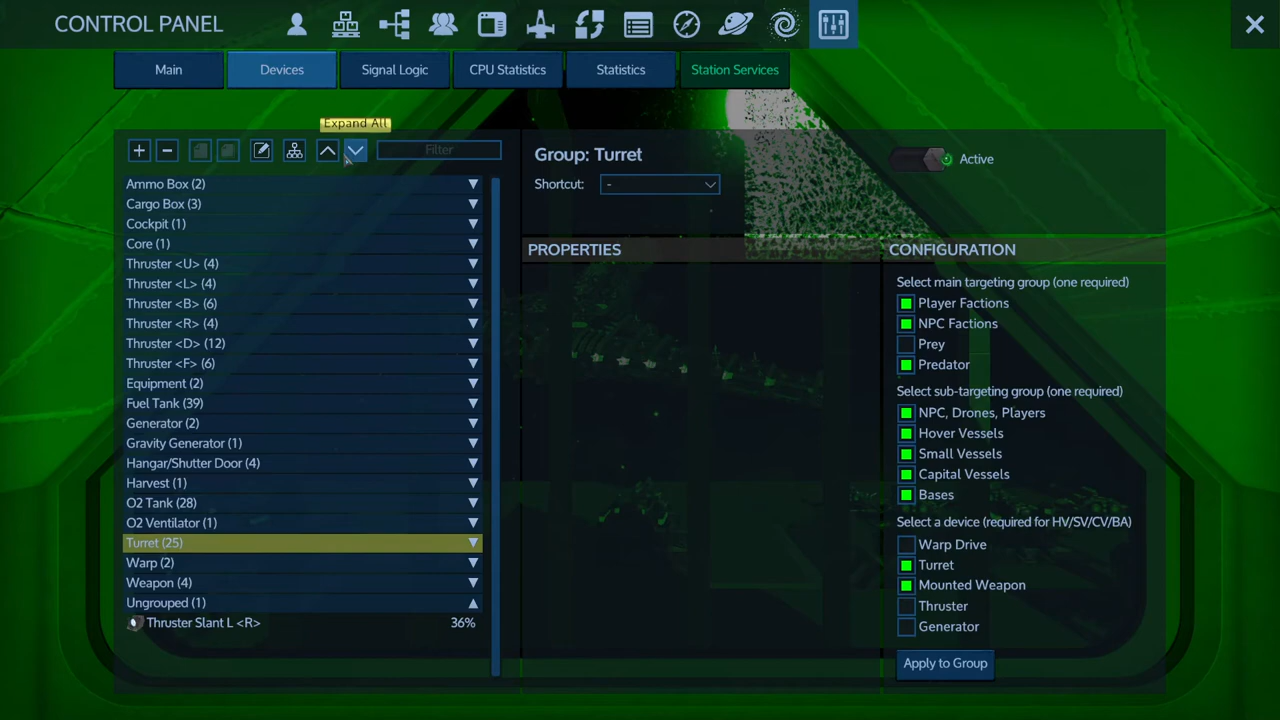 CONTROL PANEL
Main
Devices
Signal Logic
CPU Statistics
Statistics
Station Services
Expand All
Filter
Ammo Box (2)
Cargo Box (3)
Cockpit (1)
Core (1)
Thruster <U> (4)
Thruster <L> (4)
Thruster <B> (6)
Thruster <R> (4)
Thruster <D> (12)
Thruster <F> (6)
Equipment (2)
Fuel Tank (39)
Generator (2)
Gravity Generator (1)
Hangar/Shutter Door (4)
Harvest (1)
O2 Tank (28)
O2 Ventilator (1)
Turret (25)
Warp (2)
Weapon (4)
Ungrouped (1)
Thruster Slant L <R> 36%
Group: Turret
Shortcut: -
Active
PROPERTIES
CONFIGURATION
Select main targeting group (one required)
Player Factions
NPC Factions
Prey
Predator
Select sub-targeting group (one required)
NPC, Drones, Players
Hover Vessels
Small Vessels
Capital Vessels
Bases
Select a device (required for HV/SV/CV/BA)
Warp Drive
Turret
Mounted Weapon
Thruster
Generator
Apply to Group